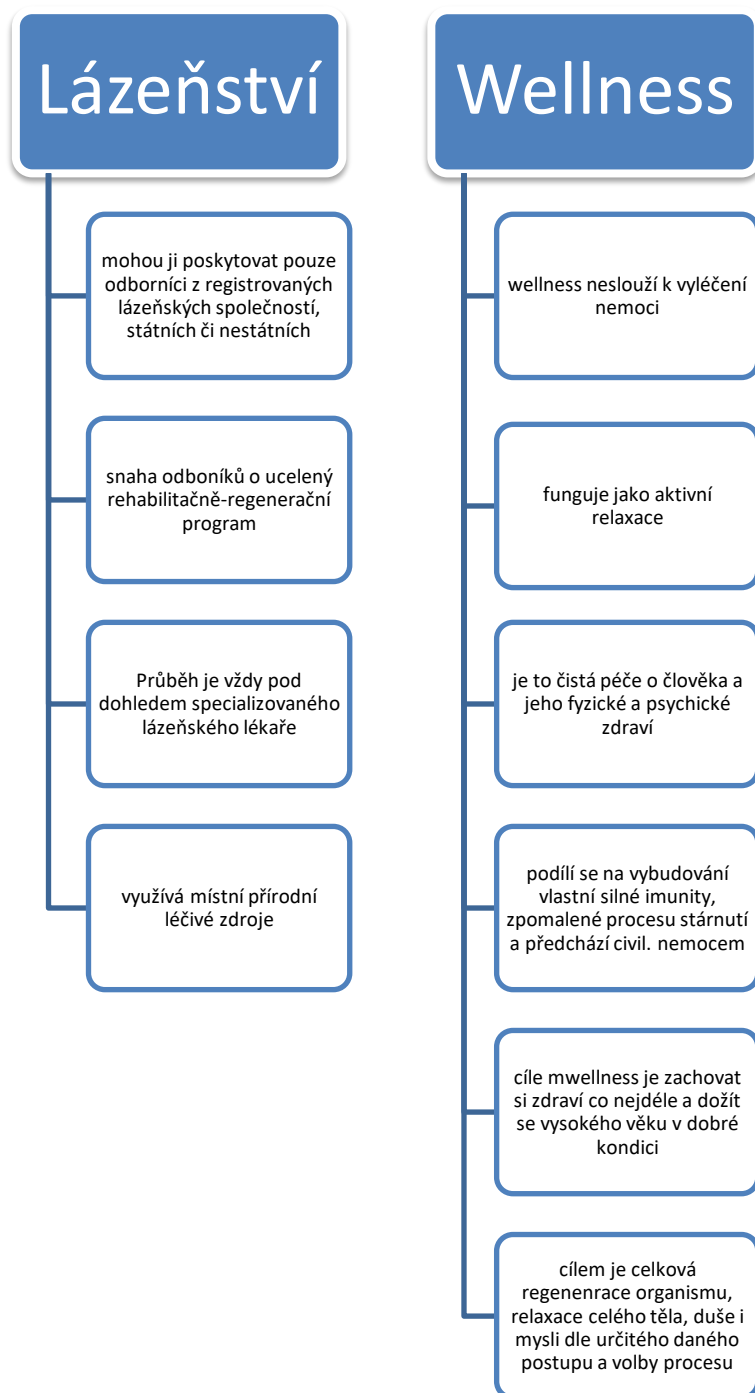 Lázeňství
mohou ji poskytovat pouze
odborníci z registrovaných
lázeňských společností,
státních či nestátních
snaha odboníků o ucelený
rehabilitačně-regenerační
program
Průběh je vždy pod
dohledem specializovaného
lázeňského lékaře
využívá místní přírodní
léčivé zdroje
Wellness
wellness neslouží k vyléčení
nemoci
funguje jako aktivní
relaxace
je to čistá péče o člověka a
jeho fyzické a psychické
zdraví
podílí se na vybudování
vlastní silné imunity,
zpomalené procesu stárnutí
a předchází civil. nemocem
cíle mwellness je zachovat
si zdraví co nejdéle a dožít
se vysokého věku v dobré
kondici
cílem je celková
regenenrace organismu,
relaxace celého těla, duše i
mysli dle určitého daného
postupu a volby procesu